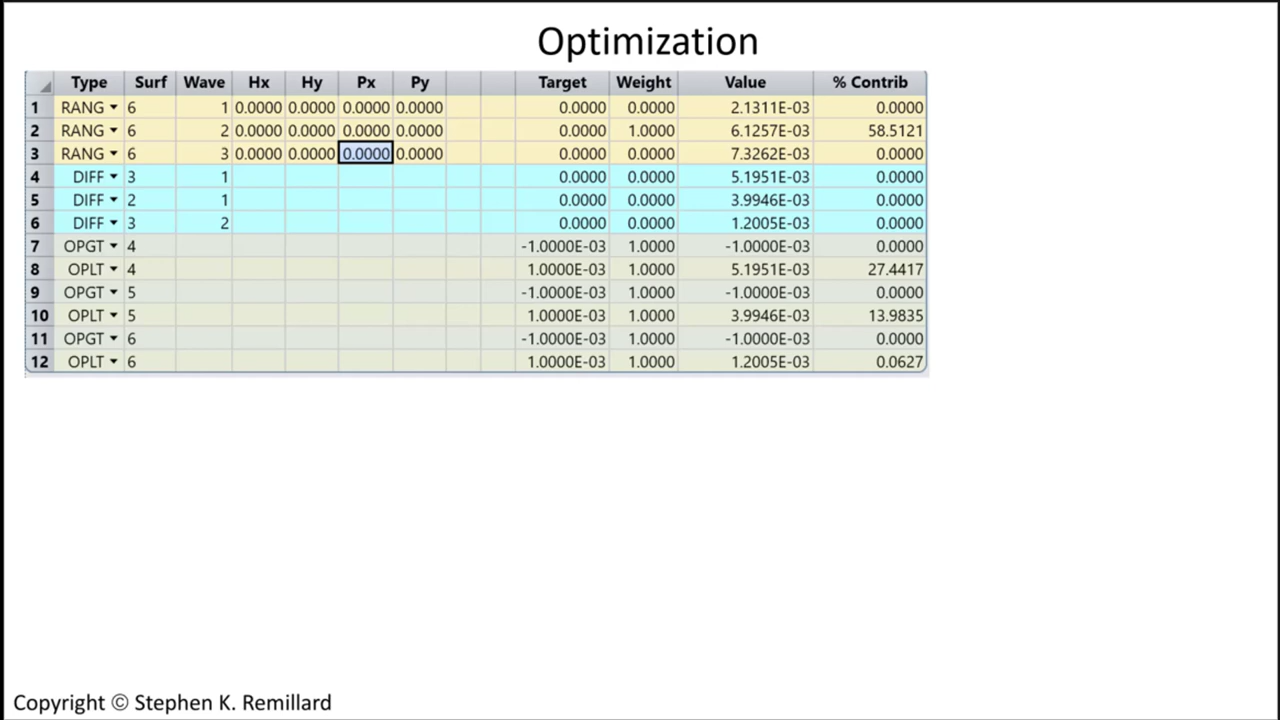 Optimization
Type Surf Wave Hx Hy Px Py Target Weight Value % Contrib
1 RANG 6 1 0.0000 0.0000 0.0000 0.0000 0.0000 0.0000 2.1311E-03 0.0000
2 RANG 6 2 0.0000 0.0000 0.0000 0.0000 0.0000 1.0000 6.1257E-03 58.5121
3 RANG 6 3 0.0000 0.0000 0.0000 0.0000 0.0000 0.0000 7.3262E-03 0.0000
4 DIFF 3 1 0.0000 0.0000 5.1951E-03 0.0000
5 DIFF 2 1 0.0000 0.0000 3.9946E-03 0.0000
6 DIFF 3 2 0.0000 0.0000 1.2005E-03 0.0000
7 OPGT 4 -1.0000E-03 1.0000 -1.0000E-03 0.0000
8 OPLT 4 1.0000E-03 1.0000 5.1951E-03 27.4417
9 OPGT 5 -1.0000E-03 1.0000 -1.0000E-03 0.0000
10 OPLT 5 1.0000E-03 1.0000 3.9946E-03 13.9835
11 OPGT 6 -1.0000E-03 1.0000 -1.0000E-03 0.0000
12 OPLT 6 1.0000E-03 1.0000 1.2005E-03 0.0627
Copyright © Stephen K. Remillard